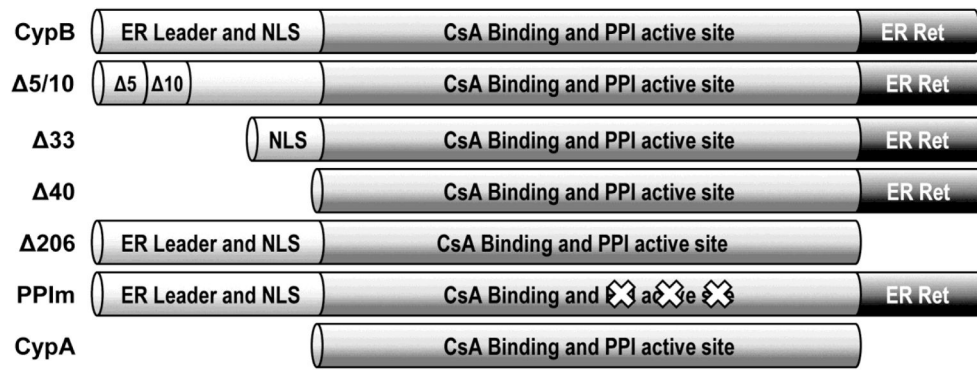 CypB ER Leader and NLS CsA Binding and PPI active site ER Ret
Δ5/10 Δ5 Δ10 CsA Binding and PPI active site ER Ret
Δ33 NLS CsA Binding and PPI active site ER Ret
Δ40 CsA Binding and PPI active site ER Ret
Δ206 ER Leader and NLS CsA Binding and PPI active site
PPIm ER Leader and NLS CsA Binding and ER Ret
CypA CsA Binding and PPI active site